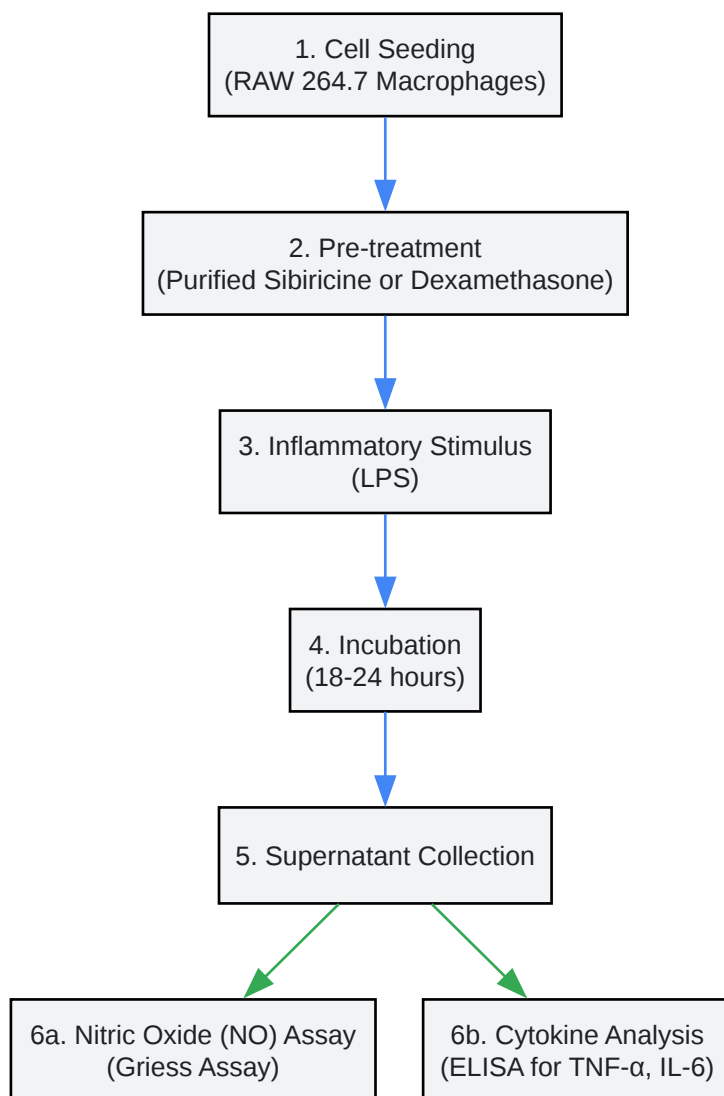 1. Cell Seeding
(RAW 264.7 Macrophages)
2. Pre-treatment
(Purified Sibiricine or Dexamethasone)
3. Inflammatory Stimulus
(LPS)
4. Incubation
(18-24 hours)
5. Supernatant Collection
6a. Nitric Oxide (NO) Assay
(Griess Assay)
6b. Cytokine Analysis
(ELISA for TNF-α, IL-6)